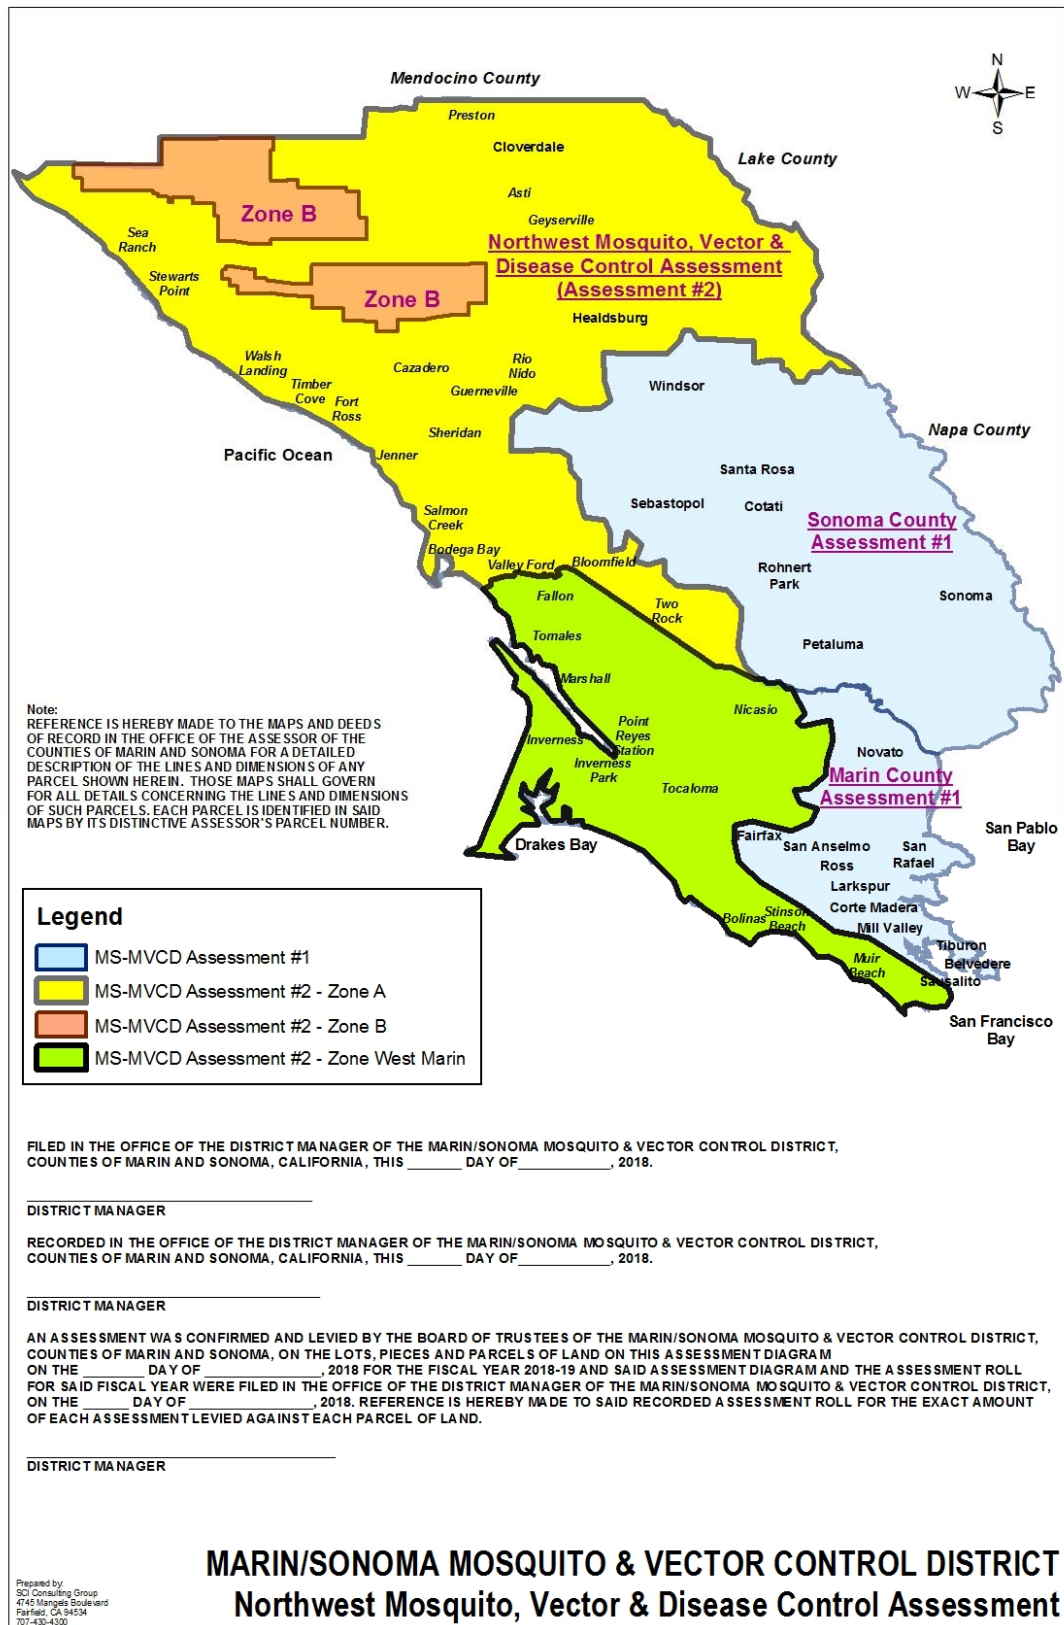 Mendocino County
N
W E
S
Preston
Cloverdale
Lake County
Asti
Zone B
Geyserville
Sea
Ranch
Northwest Mosquito, Vector &
Disease Control Assessment
(Assessment #2)
Stewarts
Point
Zone B
Healdsburg
Walsh
Landing
Cazadero
Rio
Nido
Windsor
Timber
Cove
Guerneville
Fort
Ross
Sheridan
Napa County
Pacific Ocean
Jenner
Santa Rosa
Sebastopol
Cotati
Salmon
Creek
Sonoma County
Assessment #1
Bodega Bay
Valley Ford
Bloomfield
Rohnert
Park
Fallon
Two
Rock
Sonoma
Tomales
Petaluma
Marshall
Nicasio
Point
Reyes
Station
Inverness
Novato
Inverness
Park
Marin County
Assessment #1
Tocaloma
Note:
REFERENCE IS HEREBY MADE TO THE MAPS AND DEEDS
OF RECORD IN THE OFFICE OF THE ASSESSOR OF THE
COUNTIES OF MARIN AND SONOMA FOR A DETAILED
DESCRIPTION OF THE LINES AND DIMENSIONS OF ANY
PARCEL SHOWN HEREIN. THOSE MAPS SHALL GOVERN
FOR ALL DETAILS CONCERNING THE LINES AND DIMENSIONS
OF SUCH PARCELS. EACH PARCEL IS IDENTIFIED IN SAID
MAPS BY ITS DISTINCTIVE ASSESSOR'S PARCEL NUMBER.
Drakes Bay
Fairfax
San Anselmo
Ross
San
Rafael
San Pablo
Bay
Larkspur
Corte Madera
Bolinas
Stinson
Beach
Mill Valley
Tiburon
Belvedere
Muir
Beach
Sausalito
San Francisco
Bay
Legend
MS-MVCD Assessment #1
MS-MVCD Assessment #2 - Zone A
MS-MVCD Assessment #2 - Zone B
MS-MVCD Assessment #2 - Zone West Marin
FILED IN THE OFFICE OF THE DISTRICT MANAGER OF THE MARIN/SONOMA MOSQUITO & VECTOR CONTROL DISTRICT,
COUNTIES OF MARIN AND SONOMA, CALIFORNIA, THIS _______ DAY OF____________, 2018.
DISTRICT MANAGER
RECORDED IN THE OFFICE OF THE DISTRICT MANAGER OF THE MARIN/SONOMA MOSQUITO & VECTOR CONTROL DISTRICT,
COUNTIES OF MARIN AND SONOMA, CALIFORNIA, THIS _______ DAY OF____________, 2018.
DISTRICT MANAGER
AN ASSESSMENT WAS CONFIRMED AND LEVIED BY THE BOARD OF TRUSTEES OF THE MARIN/SONOMA MOSQUITO & VECTOR CONTROL DISTRICT,
COUNTIES OF MARIN AND SONOMA, ON THE LOTS, PIECES AND PARCELS OF LAND ON THIS ASSESSMENT DIAGRAM
ON THE ________ DAY OF ________________, 2018 FOR THE FISCAL YEAR 2018-19 AND SAID ASSESSMENT DIAGRAM AND THE ASSESSMENT ROLL
FOR SAID FISCAL YEAR WERE FILED IN THE OFFICE OF THE DISTRICT MANAGER OF THE MARIN/SONOMA MOSQUITO & VECTOR CONTROL DISTRICT,
ON THE ______ DAY OF ________________, 2018. REFERENCE IS HEREBY MADE TO SAID RECORDED ASSESSMENT ROLL FOR THE EXACT AMOUNT
OF EACH ASSESSMENT LEVIED AGAINST EACH PARCEL OF LAND.
DISTRICT MANAGER
MARIN/SONOMA MOSQUITO & VECTOR CONTROL DISTRICT
Northwest Mosquito, Vector & Disease Control Assessment
Prepared by:
SCI Consulting Group
4745 Mangels Boulevard
Fairfield, CA 94534
707-430-4300